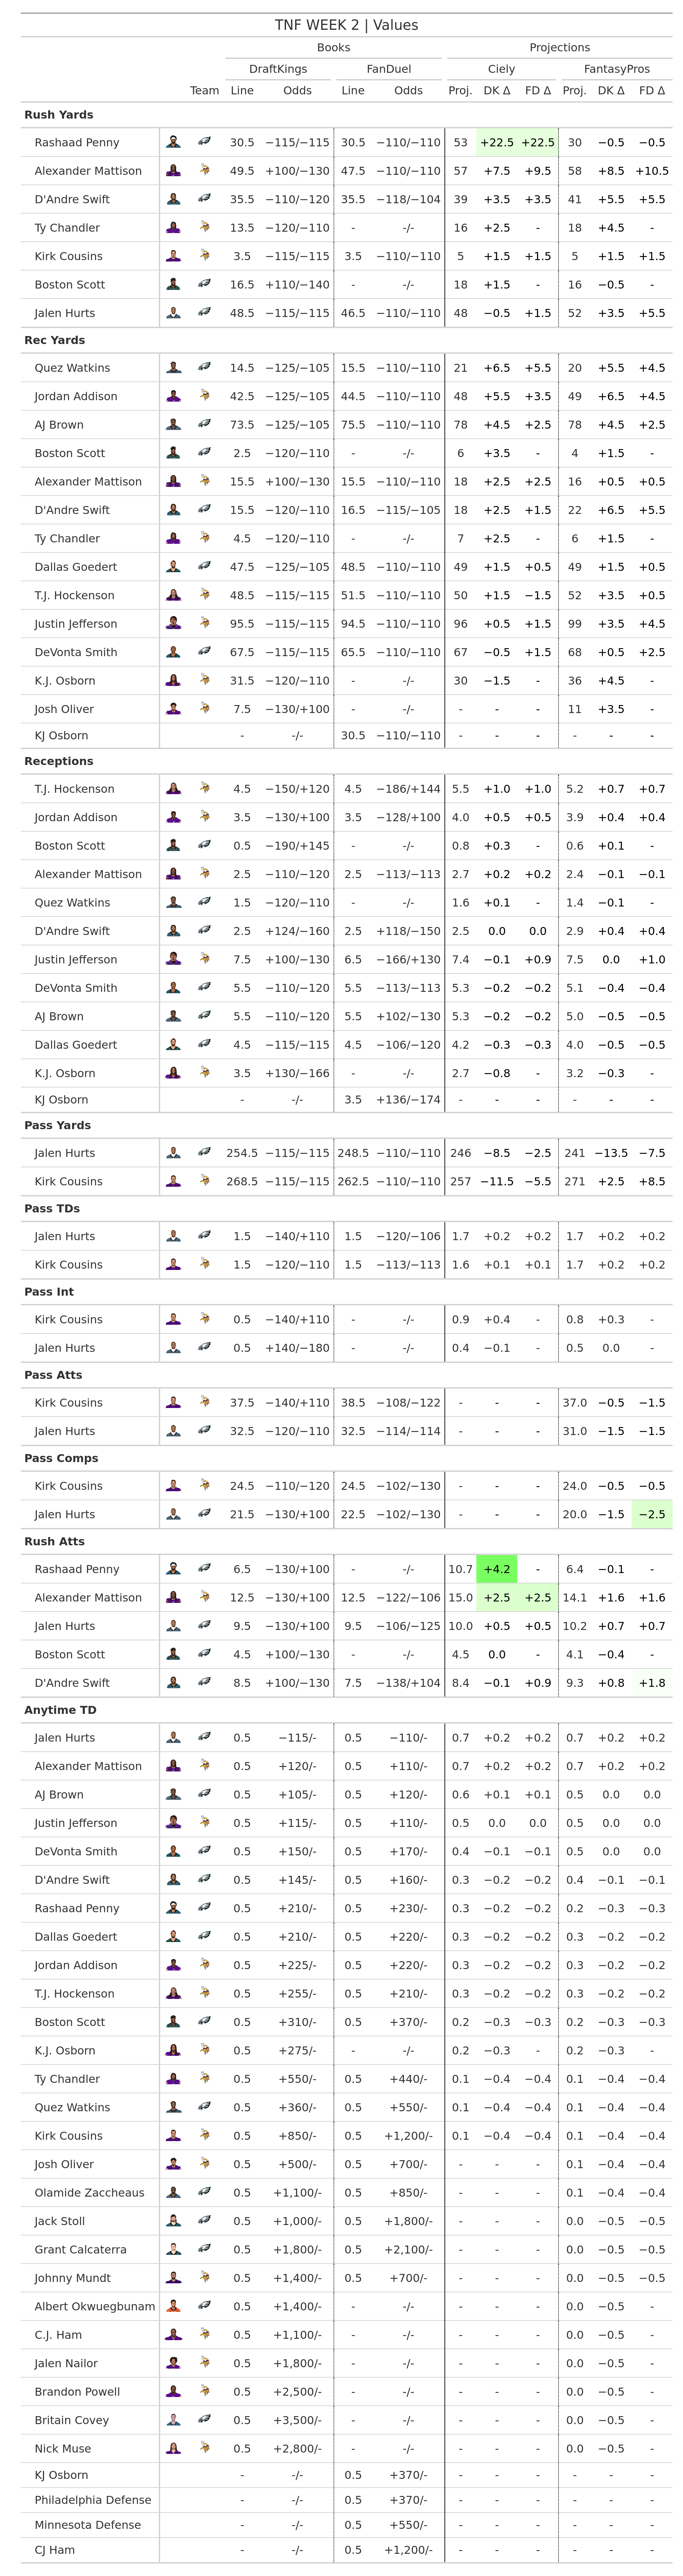 TNF WEEK 2 | Values
Books Projections
DraftKings FanDuel Ciely FantasyPros
Team Line Odds Line Odds Proj. DK Δ FD Δ Proj. DK Δ FD Δ
Rush Yards
Rashaad Penny 30.5 −115/−115 30.5 −110/−110 53 +22.5 +22.5 30 −0.5 −0.5
Alexander Mattison 49.5 +100/−130 47.5 −110/−110 57 +7.5 +9.5 58 +8.5 +10.5
D'Andre Swift 35.5 −110/−120 35.5 −118/−104 39 +3.5 +3.5 41 +5.5 +5.5
Ty Chandler 13.5 −120/−110 - -/- 16 +2.5 - 18 +4.5 -
Kirk Cousins 3.5 −115/−115 3.5 −110/−110 5 +1.5 +1.5 5 +1.5 +1.5
Boston Scott 16.5 +110/−140 - -/- 18 +1.5 - 16 −0.5 -
Jalen Hurts 48.5 −115/−115 46.5 −110/−110 48 −0.5 +1.5 52 +3.5 +5.5
Rec Yards
Quez Watkins 14.5 −125/−105 15.5 −110/−110 21 +6.5 +5.5 20 +5.5 +4.5
Jordan Addison 42.5 −125/−105 44.5 −110/−110 48 +5.5 +3.5 49 +6.5 +4.5
AJ Brown 73.5 −125/−105 75.5 −110/−110 78 +4.5 +2.5 78 +4.5 +2.5
Boston Scott 2.5 −120/−110 - -/- 6 +3.5 - 4 +1.5 -
Alexander Mattison 15.5 +100/−130 15.5 −110/−110 18 +2.5 +2.5 16 +0.5 +0.5
D'Andre Swift 15.5 −120/−110 16.5 −115/−105 18 +2.5 +1.5 22 +6.5 +5.5
Ty Chandler 4.5 −120/−110 - -/- 7 +2.5 - 6 +1.5 -
Dallas Goedert 47.5 −125/−105 48.5 −110/−110 49 +1.5 +0.5 49 +1.5 +0.5
T.J. Hockenson 48.5 −115/−115 51.5 −110/−110 50 +1.5 −1.5 52 +3.5 +0.5
Justin Jefferson 95.5 −115/−115 94.5 −110/−110 96 +0.5 +1.5 99 +3.5 +4.5
DeVonta Smith 67.5 −115/−115 65.5 −110/−110 67 −0.5 +1.5 68 +0.5 +2.5
K.J. Osborn 31.5 −120/−110 - -/- 30 −1.5 - 36 +4.5 -
Josh Oliver 7.5 −130/+100 - -/- - - - 11 +3.5 -
KJ Osborn - -/- 30.5 −110/−110 - - - - - -
Receptions
T.J. Hockenson 4.5 −150/+120 4.5 −186/+144 5.5 +1.0 +1.0 5.2 +0.7 +0.7
Jordan Addison 3.5 −130/+100 3.5 −128/+100 4.0 +0.5 +0.5 3.9 +0.4 +0.4
Boston Scott 0.5 −190/+145 - -/- 0.8 +0.3 - 0.6 +0.1 -
Alexander Mattison 2.5 −110/−120 2.5 −113/−113 2.7 +0.2 +0.2 2.4 −0.1 −0.1
Quez Watkins 1.5 −120/−110 - -/- 1.6 +0.1 - 1.4 −0.1 -
D'Andre Swift 2.5 +124/−160 2.5 +118/−150 2.5 0.0 0.0 2.9 +0.4 +0.4
Justin Jefferson 7.5 +100/−130 6.5 −166/+130 7.4 −0.1 +0.9 7.5 0.0 +1.0
DeVonta Smith 5.5 −110/−120 5.5 −113/−113 5.3 −0.2 −0.2 5.1 −0.4 −0.4
AJ Brown 5.5 −110/−120 5.5 +102/−130 5.3 −0.2 −0.2 5.0 −0.5 −0.5
Dallas Goedert 4.5 −115/−115 4.5 −106/−120 4.2 −0.3 −0.3 4.0 −0.5 −0.5
K.J. Osborn 3.5 +130/−166 - -/- 2.7 −0.8 - 3.2 −0.3 -
KJ Osborn - -/- 3.5 +136/−174 - - - - - -
Pass Yards
Jalen Hurts 254.5 −115/−115 248.5 −110/−110 246 −8.5 −2.5 241 −13.5 −7.5
Kirk Cousins 268.5 −115/−115 262.5 −110/−110 257 −11.5 −5.5 271 +2.5 +8.5
Pass TDs
Jalen Hurts 1.5 −140/+110 1.5 −120/−106 1.7 +0.2 +0.2 1.7 +0.2 +0.2
Kirk Cousins 1.5 −120/−110 1.5 −113/−113 1.6 +0.1 +0.1 1.7 +0.2 +0.2
Pass Int
Kirk Cousins 0.5 −140/+110 - -/- 0.9 +0.4 - 0.8 +0.3 -
Jalen Hurts 0.5 +140/−180 - -/- 0.4 −0.1 - 0.5 0.0 -
Pass Atts
Kirk Cousins 37.5 −140/+110 38.5 −108/−122 - - - 37.0 −0.5 −1.5
Jalen Hurts 32.5 −120/−110 32.5 −114/−114 - - - 31.0 −1.5 −1.5
Pass Comps
Kirk Cousins 24.5 −110/−120 24.5 −102/−130 - - - 24.0 −0.5 −0.5
Jalen Hurts 21.5 −130/+100 22.5 −102/−130 - - - 20.0 −1.5 −2.5
Rush Atts
Rashaad Penny 6.5 −130/+100 - -/- 10.7 +4.2 - 6.4 −0.1 -
Alexander Mattison 12.5 −130/+100 12.5 −122/−106 15.0 +2.5 +2.5 14.1 +1.6 +1.6
Jalen Hurts 9.5 −130/+100 9.5 −106/−125 10.0 +0.5 +0.5 10.2 +0.7 +0.7
Boston Scott 4.5 +100/−130 - -/- 4.5 0.0 - 4.1 −0.4 -
D'Andre Swift 8.5 +100/−130 7.5 −138/+104 8.4 −0.1 +0.9 9.3 +0.8 +1.8
Anytime TD
Jalen Hurts 0.5 −115/- 0.5 −110/- 0.7 +0.2 +0.2 0.7 +0.2 +0.2
Alexander Mattison 0.5 +120/- 0.5 +110/- 0.7 +0.2 +0.2 0.7 +0.2 +0.2
AJ Brown 0.5 +105/- 0.5 +120/- 0.6 +0.1 +0.1 0.5 0.0 0.0
Justin Jefferson 0.5 +115/- 0.5 +110/- 0.5 0.0 0.0 0.5 0.0 0.0
DeVonta Smith 0.5 +150/- 0.5 +170/- 0.4 −0.1 −0.1 0.5 0.0 0.0
D'Andre Swift 0.5 +145/- 0.5 +160/- 0.3 −0.2 −0.2 0.4 −0.1 −0.1
Rashaad Penny 0.5 +210/- 0.5 +230/- 0.3 −0.2 −0.2 0.2 −0.3 −0.3
Dallas Goedert 0.5 +210/- 0.5 +220/- 0.3 −0.2 −0.2 0.3 −0.2 −0.2
Jordan Addison 0.5 +225/- 0.5 +220/- 0.3 −0.2 −0.2 0.3 −0.2 −0.2
T.J. Hockenson 0.5 +255/- 0.5 +210/- 0.3 −0.2 −0.2 0.3 −0.2 −0.2
Boston Scott 0.5 +310/- 0.5 +370/- 0.2 −0.3 −0.3 0.2 −0.3 −0.3
K.J. Osborn 0.5 +275/- - -/- 0.2 −0.3 - 0.2 −0.3 -
Ty Chandler 0.5 +550/- 0.5 +440/- 0.1 −0.4 −0.4 0.1 −0.4 −0.4
Quez Watkins 0.5 +360/- 0.5 +550/- 0.1 −0.4 −0.4 0.1 −0.4 −0.4
Kirk Cousins 0.5 +850/- 0.5 +1,200/- 0.1 −0.4 −0.4 0.1 −0.4 −0.4
Josh Oliver 0.5 +500/- 0.5 +700/- - - - 0.1 −0.4 −0.4
Olamide Zaccheaus 0.5 +1,100/- 0.5 +850/- - - - 0.1 −0.4 −0.4
Jack Stoll 0.5 +1,000/- 0.5 +1,800/- - - - 0.0 −0.5 −0.5
Grant Calcaterra 0.5 +1,800/- 0.5 +2,100/- - - - 0.0 −0.5 −0.5
Johnny Mundt 0.5 +1,400/- 0.5 +700/- - - - 0.0 −0.5 −0.5
Albert Okwuegbunam 0.5 +1,400/- - -/- - - - 0.0 −0.5 -
C.J. Ham 0.5 +1,100/- - -/- - - - 0.0 −0.5 -
Jalen Nailor 0.5 +1,800/- - -/- - - - 0.0 −0.5 -
Brandon Powell 0.5 +2,500/- - -/- - - - 0.0 −0.5 -
Britain Covey 0.5 +3,500/- - -/- - - - 0.0 −0.5 -
Nick Muse 0.5 +2,800/- - -/- - - - 0.0 −0.5 -
KJ Osborn - -/- 0.5 +370/- - - - - - -
Philadelphia Defense - -/- 0.5 +370/- - - - - - -
Minnesota Defense - -/- 0.5 +550/- - - - - - -
CJ Ham - -/- 0.5 +1,200/- - - - - - -